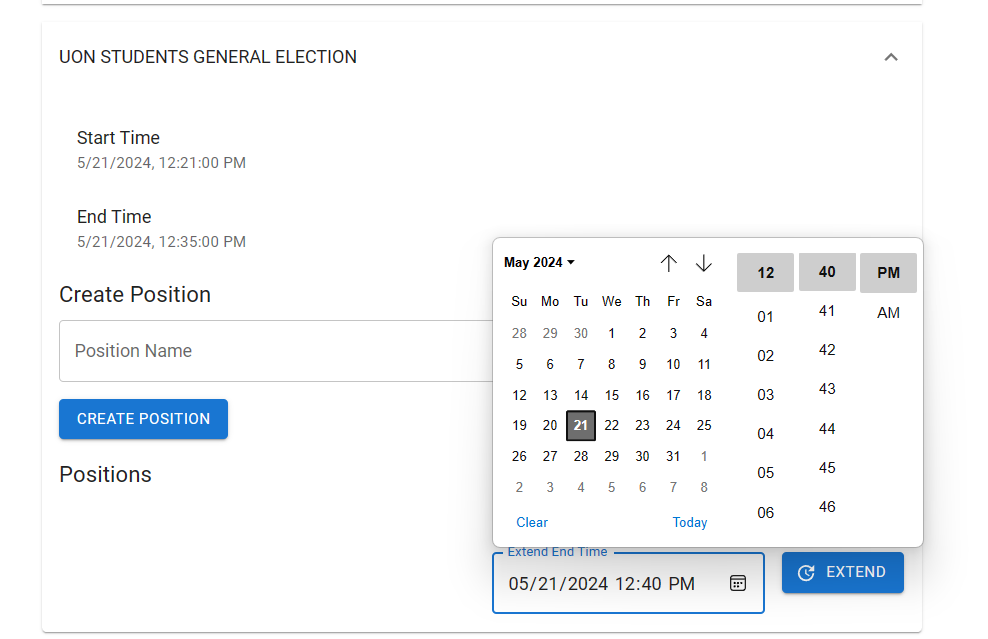 UON STUDENTS GENERAL ELECTION
Start Time
5/21/2024, 12:21:00 PM
End Time
5/21/2024, 12:35:00 PM
Create Position
Position Name
CREATE POSITION
Positions
May 2024
Su Mo Tu We Th Fr Sa
28 29 30 1 2 3 4
5 6 7 8 9 10 11
12 13 14 15 16 17 18
19 20 21 22 23 24 25
26 27 28 29 30 31 1
2 3 4 5 6 7 8
Clear Today
12 40 PM
01 41 AM
02 42
03 43
04 44
05 45
06 46
Extend End Time
05/21/2024 12:40 PM
EXTEND